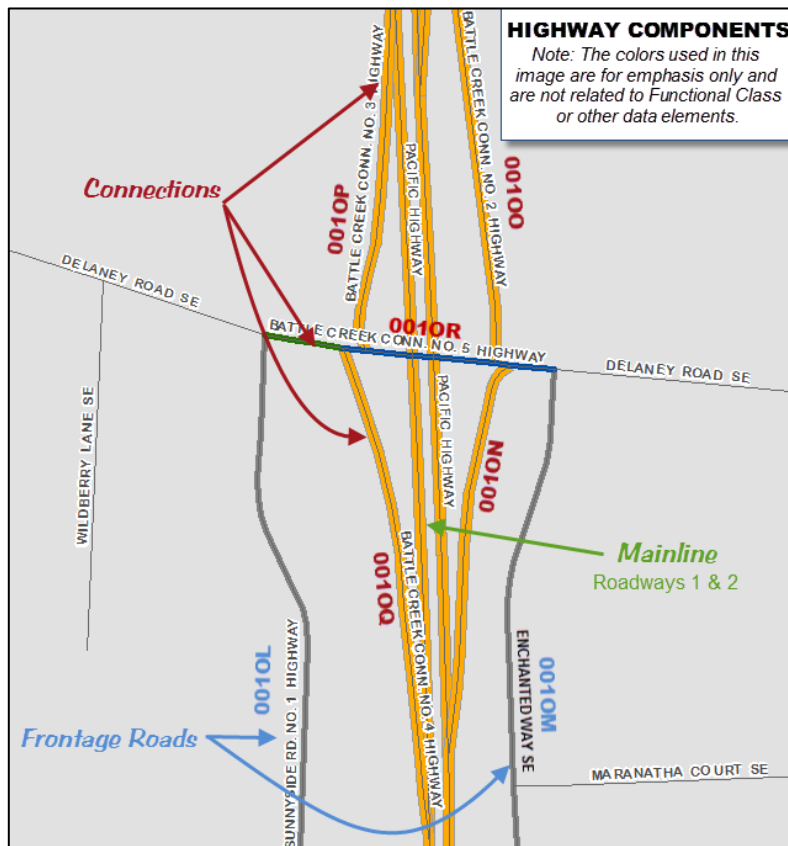 HIGHWAY COMPONENTS
Note: The colors used in this
image are for emphasis only and
are not related to Functional Class
or other data elements.
BATTLE CREEK CONN. NO. 3 HIGHWAY
PACIFIC HIGHWAY
BATTLE CREEK CONN. NO. 2 HIGHWAY
001OO
Connections
001OP
DELANEY ROAD SE
001OR
BATTLE CREEK CONN. NO. 5 HIGHWAY
DELANEY ROAD SE
WILDBERRY LANE SE
PACIFIC HIGHWAY
001ON
Mainline
Roadways 1 & 2
001OQ
BATTLE CREEK CONN. NO. 4 HIGHWAY
001OL
SUNNYSIDE RD. NO. 1 HIGHWAY
ENCHANTED WAY SE
001OM
Frontage Roads
MARANATHA COURT SE